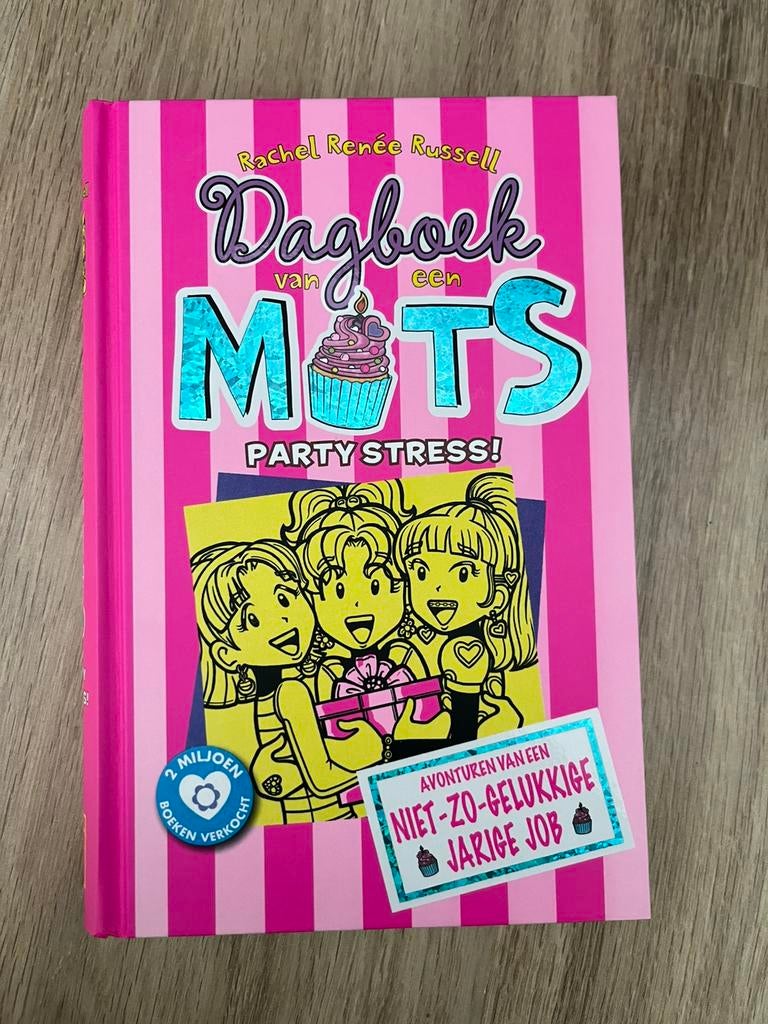 Rachel Renée Russell
Dagboek
van een
MUTS
PARTY STRESS!
2 MILJOEN
BOEKEN VERKOCHT
AVONTUREN VAN EEN
NIET-ZO-GELUKKIGE
JARIGE JOB